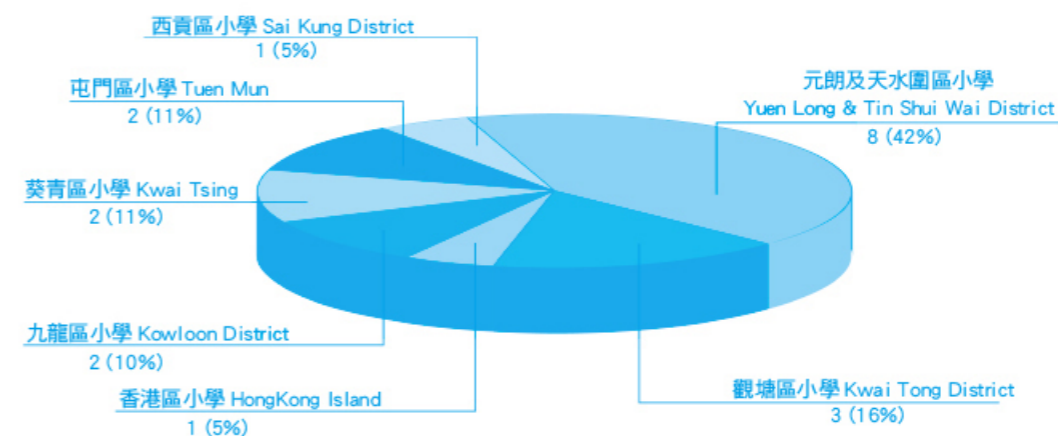 西貢區小學 Sai Kung District
1 (5%)
屯門區小學 Tuen Mun
2 (11%)
元朗及天水圍區小學
Yuen Long & Tin Shui Wai District
8 (42%)
葵青區小學 Kwai Tsing
2 (11%)
九龍區小學 Kowloon District
2 (10%)
香港區小學 HongKong Island
1 (5%)
觀塘區小學 Kwai Tong District
3 (16%)